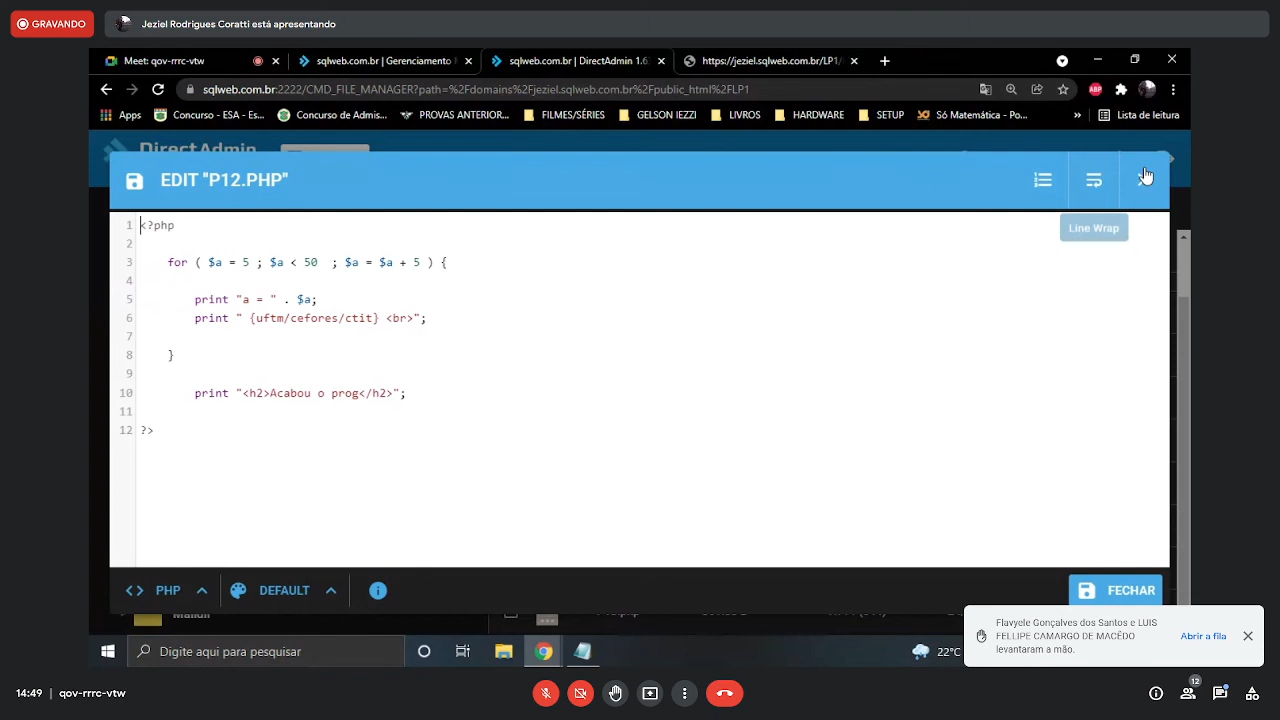 GRAVANDO
Jeziel Rodrigues Coratti está apresentando
Meet: qov-rrrc-vtw
sqlweb.com.br | Gerenciamento
sqlweb.com.br | DirectAdmin 1.6
https://jeziel.sqlweb.com.br/LP1/
sqlweb.com.br:2222/CMD_FILE_MANAGER?path=%2Fdomains%2Fjeziel.sqlweb.com.br%2Fpublic_html%2FLP1
ABP
Apps
Concurso - ESA - Es...
Concurso de Admis...
PROVAS ANTERIOR...
FILMES/SÉRIES
GELSON IEZZI
LIVROS
HARDWARE
SETUP
Só Matemática - Po...
»
Lista de leitura
DirectAdmin
EDIT "P12.PHP"
Line Wrap
1 <?php
2
3 for ( $a = 5 ; $a < 50 ; $a = $a + 5 ) {
4
5 print "a = " . $a;
6 print " {uftm/cefores/ctit} <br>";
7
8 }
9
10 print "<h2>Acabou o prog</h2>";
11
12 ?>
PHP
DEFAULT
FECHAR
Digite aqui para pesquisar
22°C
Flavyele Gonçalves dos Santos e LUIS
FELLIPE CAMARGO DE MACÊDO
levantaram a mão.
Abrir a fila
14:49
qov-rrrc-vtw
12